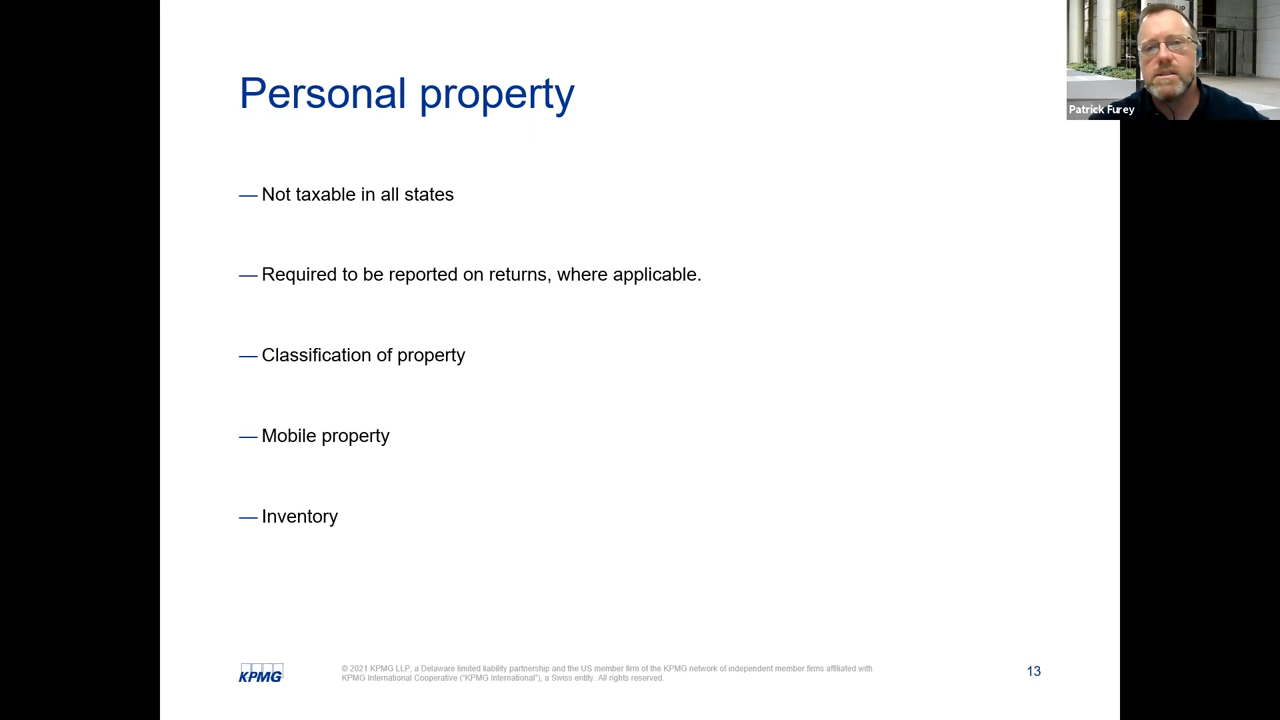 Personal property
Patrick Furey
— Not taxable in all states
— Required to be reported on returns, where applicable.
— Classification of property
— Mobile property
— Inventory
KPMG
© 2021 KPMG LLP, a Delaware limited liability partnership and the US member firm of the KPMG network of independent member firms affiliated with
KPMG International Cooperative ("KPMG International"), a Swiss entity. All rights reserved.
13